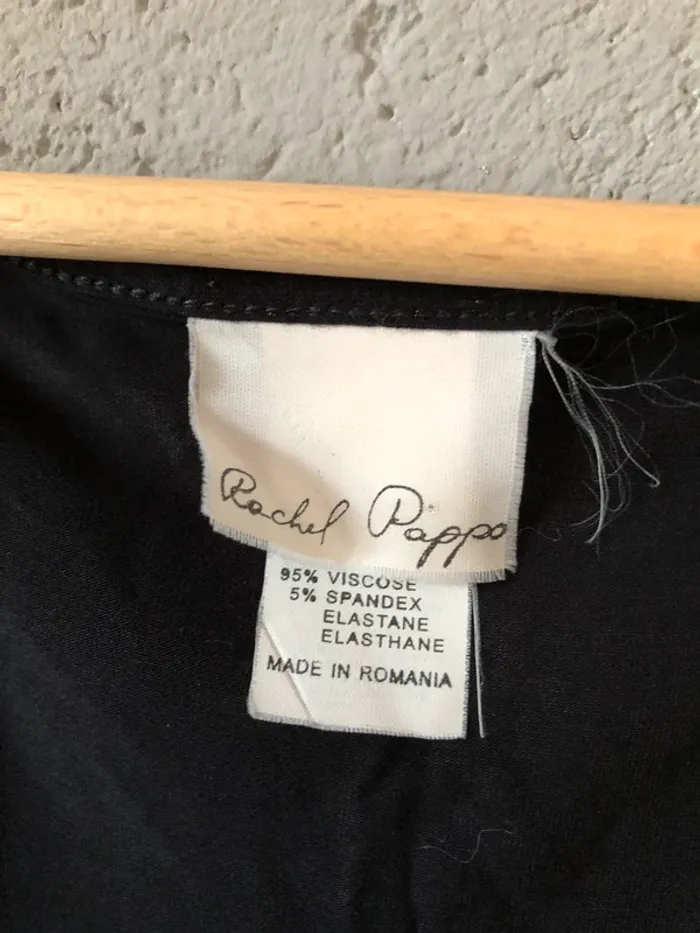 Rachel Pappo
95% VISCOSE
5% SPANDEX
ELASTANE
ELASTHANE
MADE IN ROMANIA